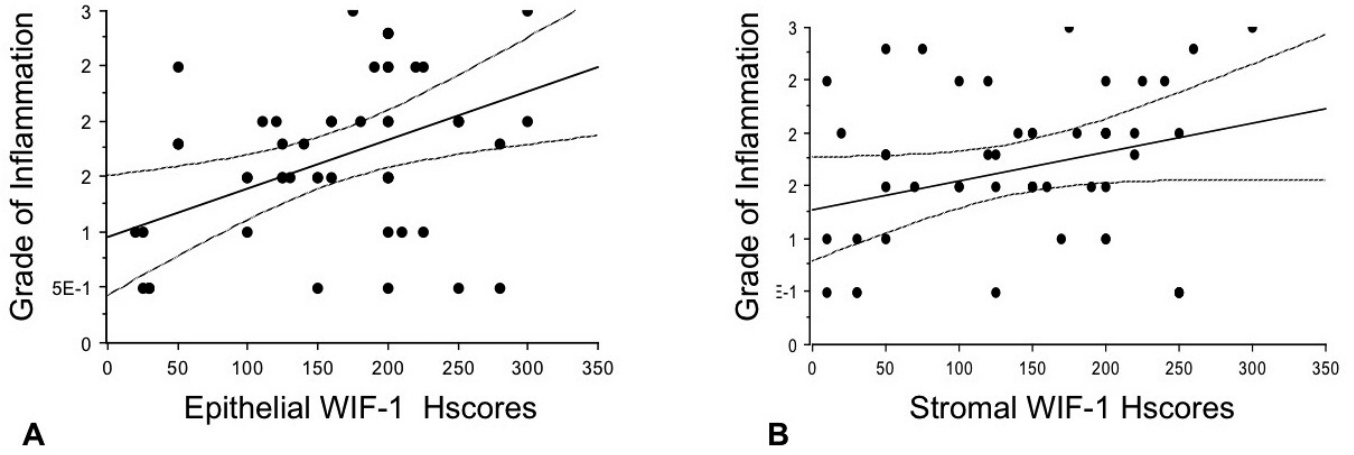 3
2
2
2
1
5E-1
0
0 50 100 150 200 250 300 350
Grade of Inflammation
Epithelial WIF-1 Hscores
A
3
2
2
2
1
E-1
0
0 50 100 150 200 250 300 350
Grade of Inflammation
Stromal WIF-1 Hscores
B